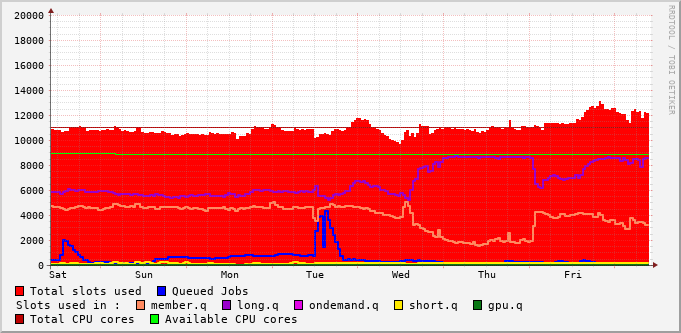 20000
18000
16000
14000
12000
10000
8000
6000
4000
2000
0
Sat Sun Mon Tue Wed Thu Fri
RRDTOOL / TOBI OETIKER
Total slots used Queued Jobs
Slots used in : member.q long.q ondemand.q short.q gpu.q
Total CPU cores Available CPU cores